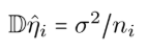 𝔻η̂ᵢ = σ²/nᵢ